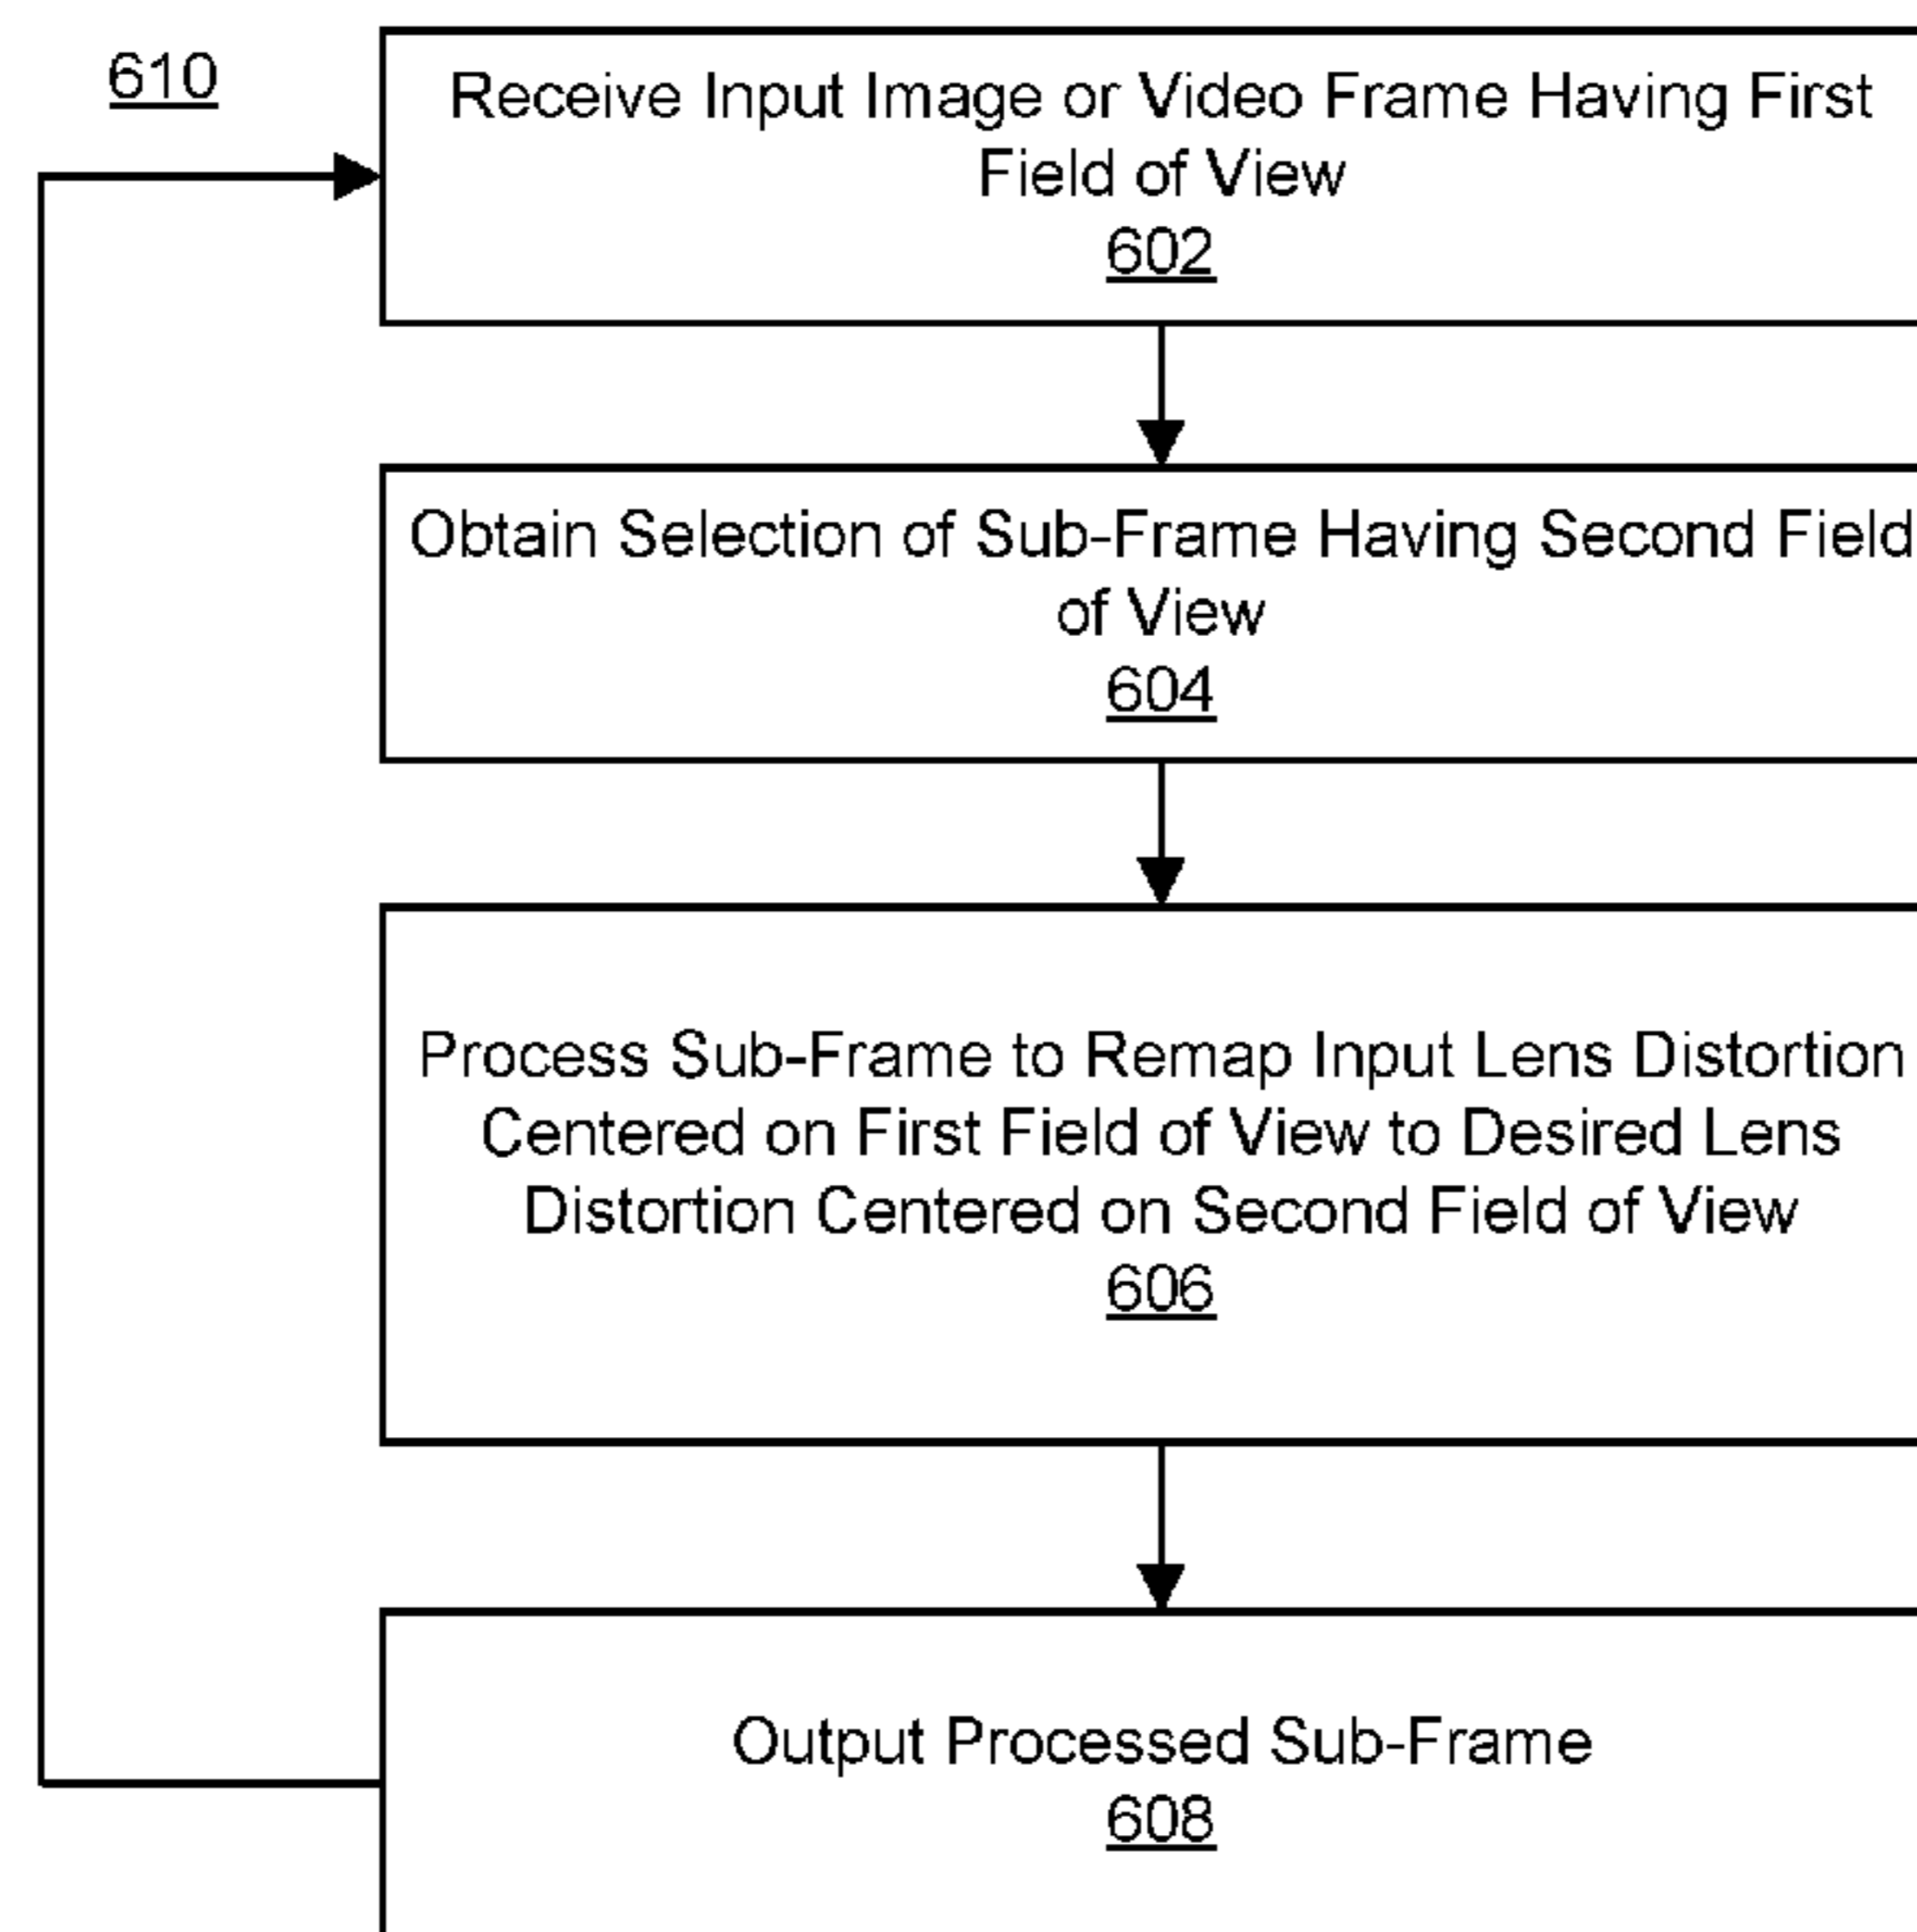 610
Receive Input Image or Video Frame Having First
Field of View
602
Obtain Selection of Sub-Frame Having Second Field
of View
604
Process Sub-Frame to Remap Input Lens Distortion
Centered on First Field of View to Desired Lens
Distortion Centered on Second Field of View
606
Output Processed Sub-Frame
608